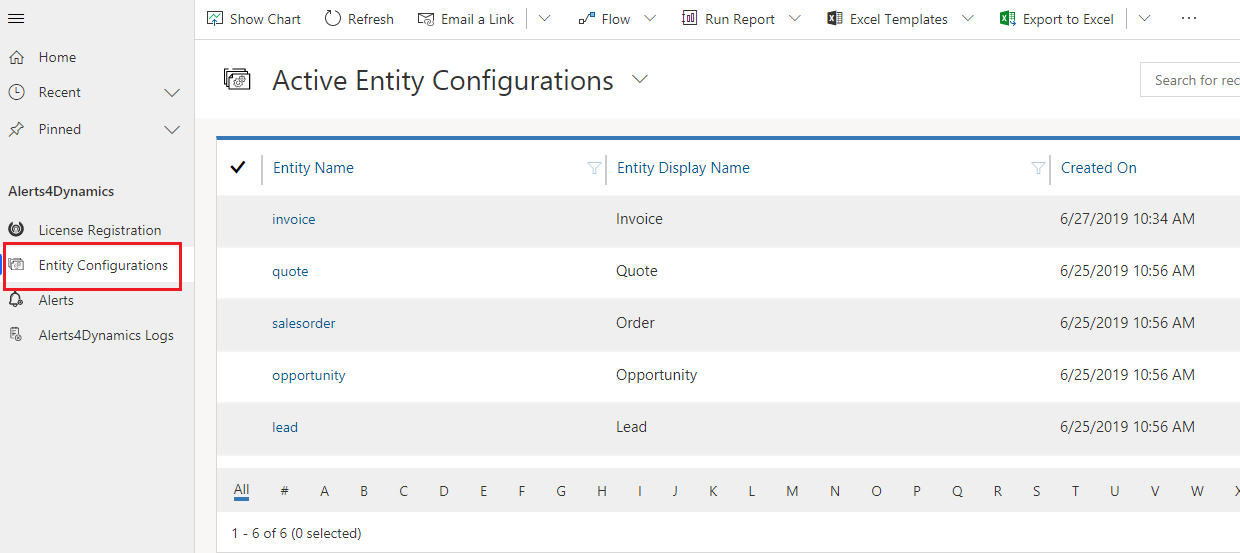 Show Chart Refresh Email a Link Flow Run Report Excel Templates Export to Excel ...
Home
Recent
Pinned
Alerts4Dynamics
License Registration
Entity Configurations
Alerts
Alerts4Dynamics Logs
Active Entity Configurations
Search for rec
Entity Name Entity Display Name Created On
invoice Invoice 6/27/2019 10:34 AM
quote Quote 6/25/2019 10:56 AM
salesorder Order 6/25/2019 10:56 AM
opportunity Opportunity 6/25/2019 10:56 AM
lead Lead 6/25/2019 10:56 AM
All # A B C D E F G H I J K L M N O P Q R S T U V W X
1 - 6 of 6 (0 selected)